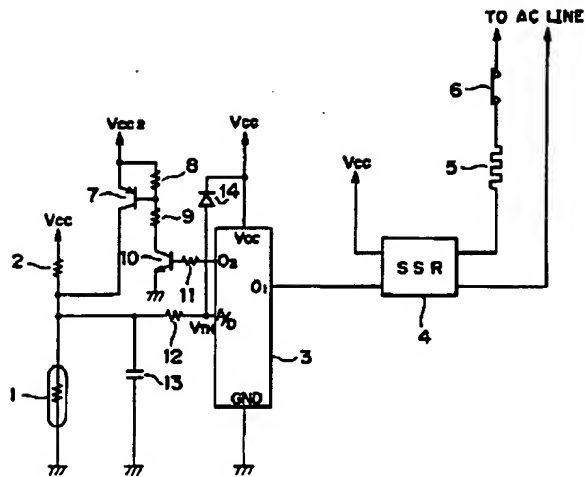 TO AC LINE
6
Vcc2
Vcc
8
5
7
14
Vcc
9
Vcc
2
10
Vcc
SSR
O2
O1
11
4
VTH
A/D
12
3
1
13
GND